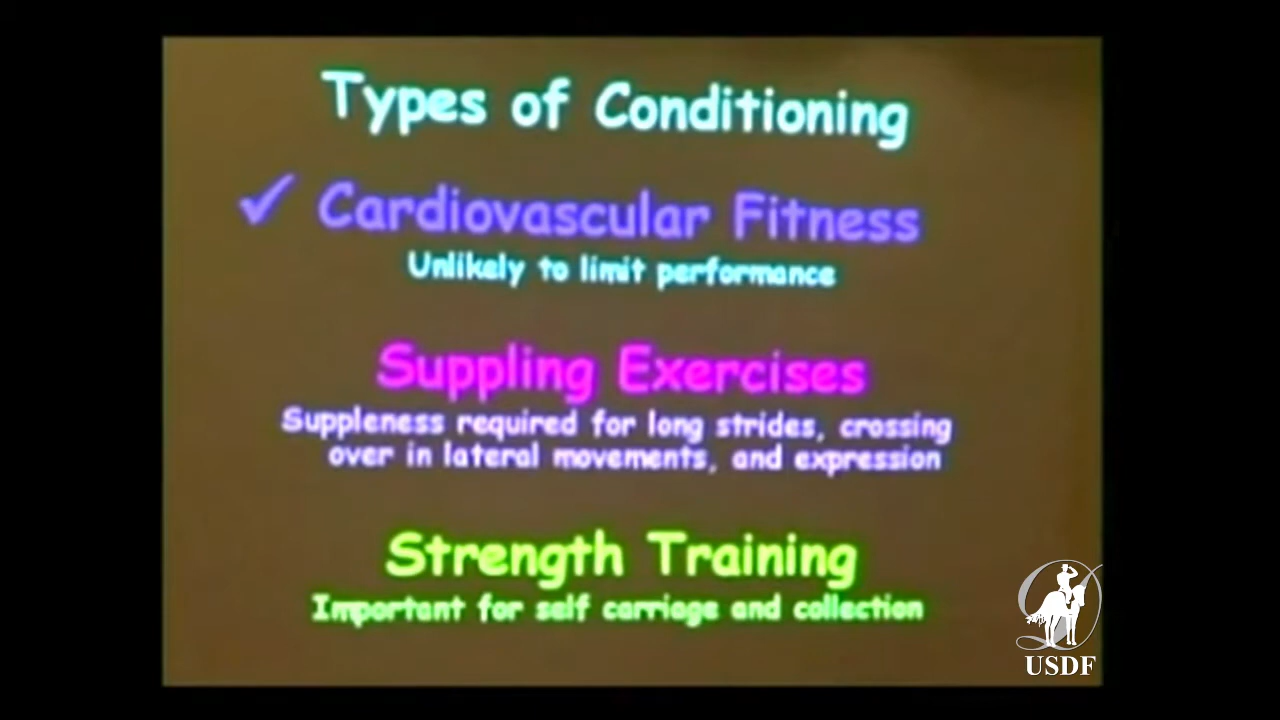 Types of Conditioning
✓ Cardiovascular Fitness
Unlikely to limit performance
Suppling Exercises
Suppleness required for long strides, crossing
over in lateral movements, and expression
Strength Training
Important for self carriage and collection
USDF